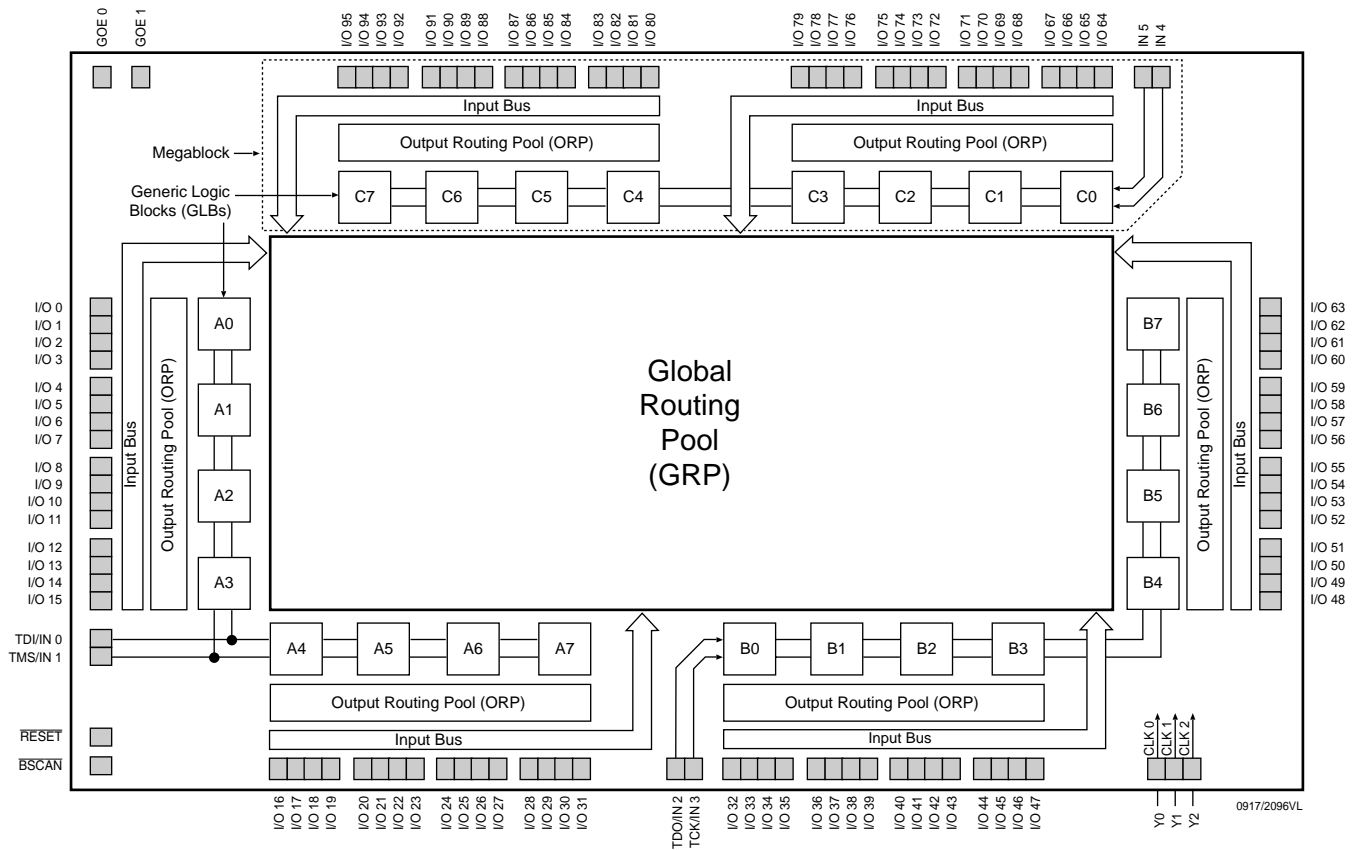 GOE 0
GOE 1
I/O 95
I/O 94
I/O 93
I/O 92
I/O 91
I/O 90
I/O 89
I/O 88
I/O 87
I/O 86
I/O 85
I/O 84
I/O 83
I/O 82
I/O 81
I/O 80
I/O 79
I/O 78
I/O 77
I/O 76
I/O 75
I/O 74
I/O 73
I/O 72
I/O 71
I/O 70
I/O 69
I/O 68
I/O 67
I/O 66
I/O 65
I/O 64
IN 5
IN 4
Input Bus
Input Bus
Output Routing Pool (ORP)
Output Routing Pool (ORP)
Megablock
Generic Logic
Blocks (GLBs)
C7
C6
C5
C4
C3
C2
C1
C0
I/O 0
I/O 1
I/O 2
I/O 3
I/O 4
I/O 5
I/O 6
I/O 7
I/O 8
I/O 9
I/O 10
I/O 11
I/O 12
I/O 13
I/O 14
I/O 15
Input Bus
Output Routing Pool (ORP)
A0
A1
A2
A3
Global
Routing
Pool
(GRP)
B7
B6
B5
B4
Output Routing Pool (ORP)
Input Bus
I/O 63
I/O 62
I/O 61
I/O 60
I/O 59
I/O 58
I/O 57
I/O 56
I/O 55
I/O 54
I/O 53
I/O 52
I/O 51
I/O 50
I/O 49
I/O 48
TDI/IN 0
TMS/IN 1
A4
A5
A6
A7
B0
B1
B2
B3
Output Routing Pool (ORP)
Output Routing Pool (ORP)
Input Bus
Input Bus
RESET
BSCAN
CLK 0
CLK 1
CLK 2
I/O 16
I/O 17
I/O 18
I/O 19
I/O 20
I/O 21
I/O 22
I/O 23
I/O 24
I/O 25
I/O 26
I/O 27
I/O 28
I/O 29
I/O 30
I/O 31
TDO/IN 2
TCK/IN 3
I/O 32
I/O 33
I/O 34
I/O 35
I/O 36
I/O 37
I/O 38
I/O 39
I/O 40
I/O 41
I/O 42
I/O 43
I/O 44
I/O 45
I/O 46
I/O 47
Y0
Y1
Y2
0917/2096VL